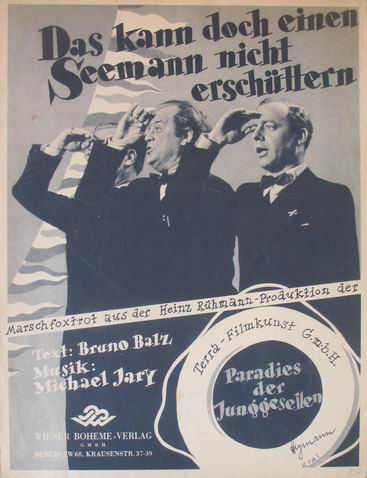 Das kann doch einen
Seemann nicht
erschüttern
Marschfoxtrot aus der Heinz Rühmann-Produktion der
Terra-Filmkunst G.m.b.H.
Text: Bruno Balz
Musik:
Michael Jary
Paradies
der
Junggesellen
WIENER BOHEME-VERLAG
G. M. B. H.
BERLIN SW 68, KRAUSENSTR. 37-39